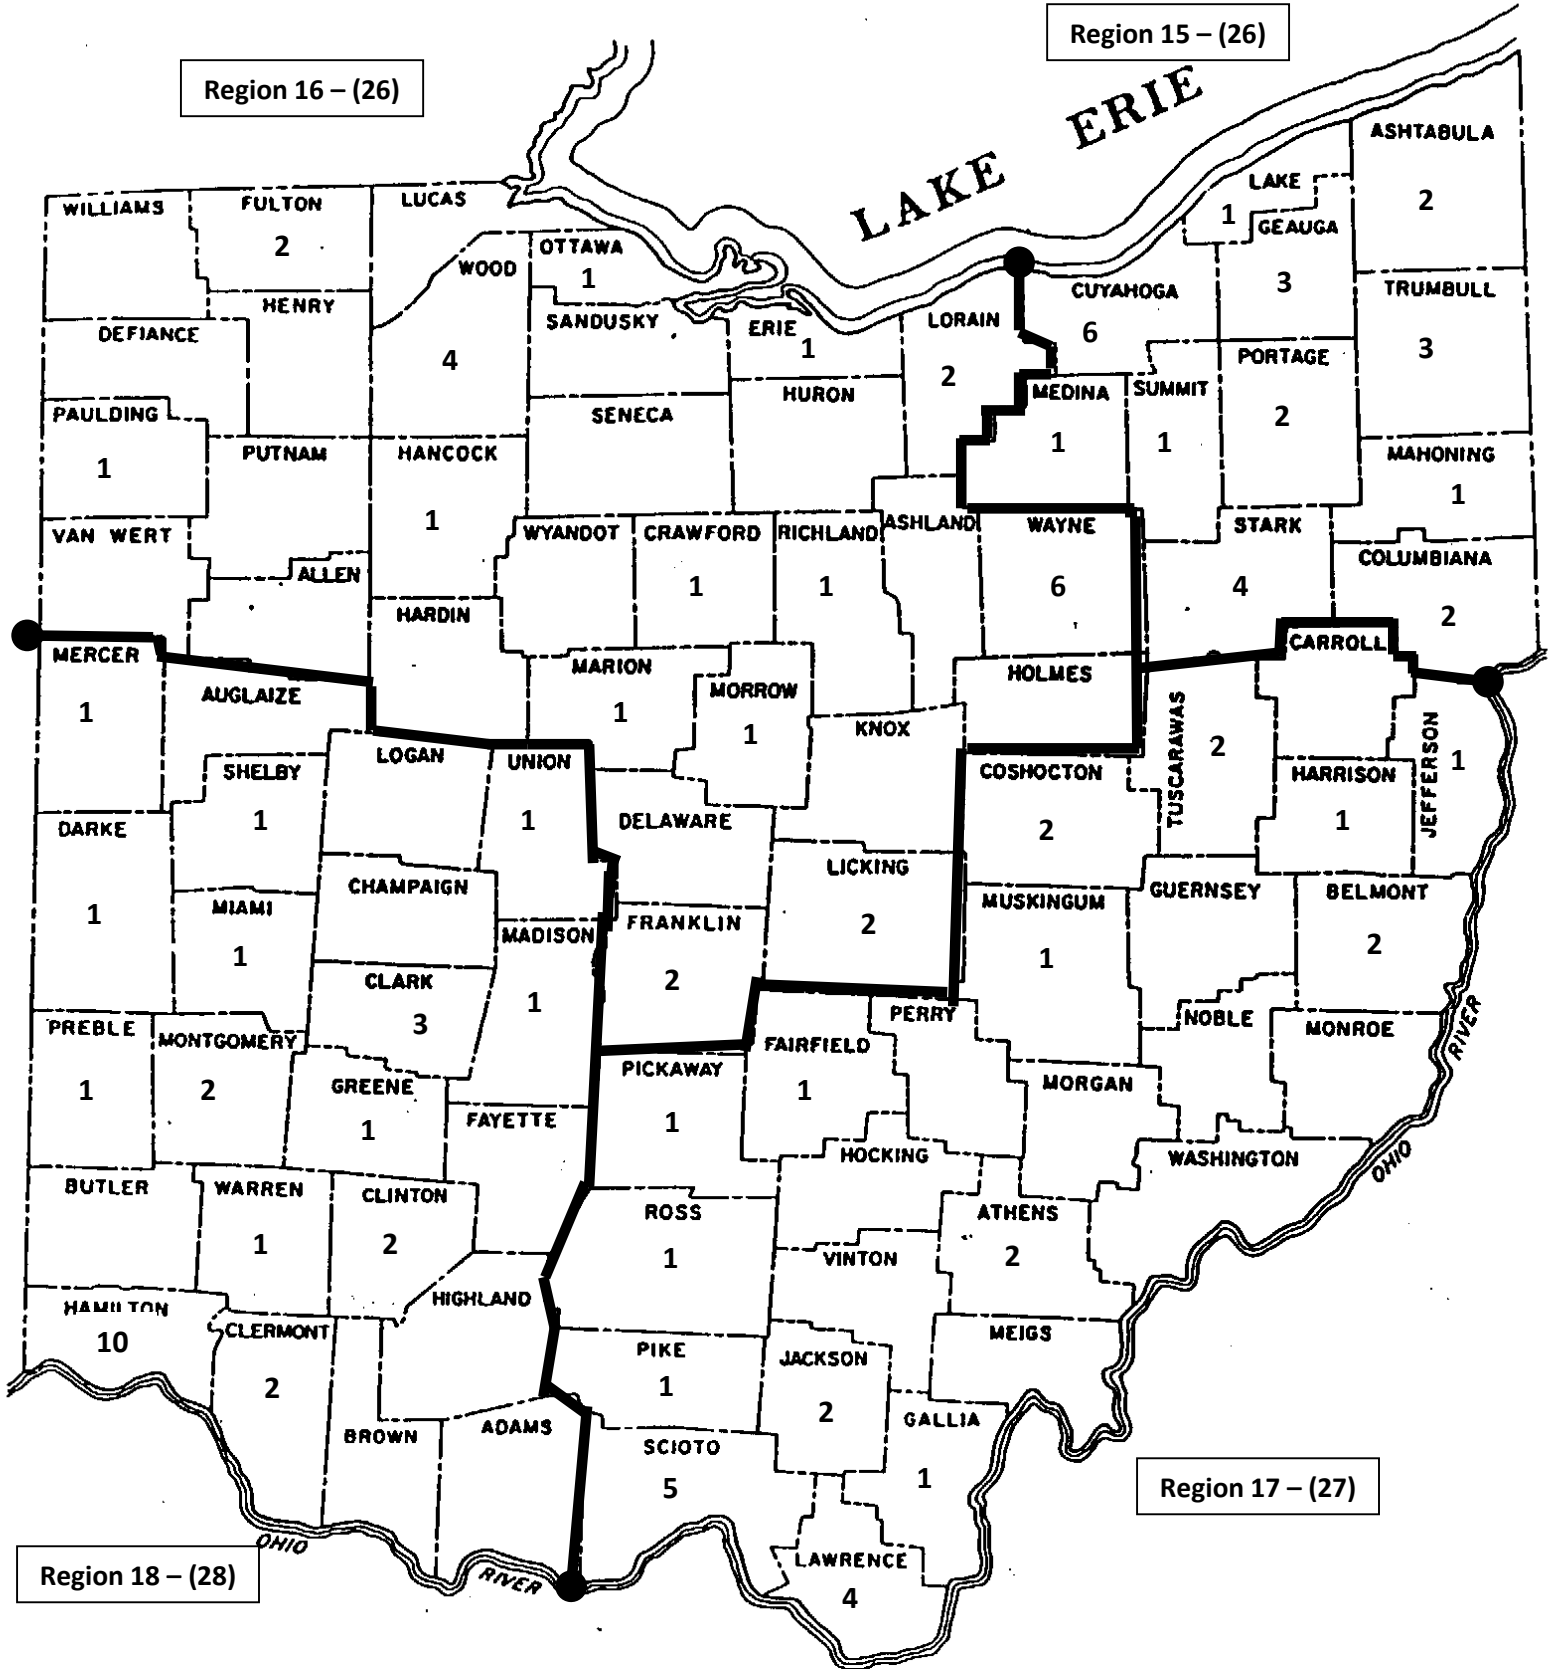 Region 15 – (26)
Region 16 – (26)
LAKE ERIE
ASHTABULA
2
LAKE
1
GEAUGA
3
WILLIAMS
FULTON
2
LUCAS
OTTAWA
1
WOOD
4
HENRY
SANDUSKY
ERIE
1
LORAIN
2
CUYAHOGA
6
TRUMBULL
3
DEFIANCE
PORTAGE
2
SUMMIT
1
MEDINA
1
HURON
SENECA
PAULDING
1
PUTNAM
HANCOCK
1
MAHONING
1
VAN WERT
WYANDOT
CRAWFORD
1
RICHLAND
1
ASHLAND
WAYNE
6
STARK
4
COLUMBIANA
2
ALLEN
HARDIN
CARROLL
MERCER
1
AUGLAIZE
MARION
1
MORROW
1
HOLMES
KNOX
TUSCARAWAS
2
JEFFERSON
1
LOGAN
UNION
1
SHELBY
1
COSHOCTON
2
HARRISON
1
DARKE
1
DELAWARE
LICKING
2
CHAMPAIGN
MIAMI
1
MUSKINGUM
1
GUERNSEY
BELMONT
2
FRANKLIN
2
MADISON
1
CLARK
3
PREBLE
1
MONTGOMERY
2
PERRY
NOBLE
MONROE
FAIRFIELD
1
PICKAWAY
1
GREENE
1
MORGAN
FAYETTE
HOCKING
WASHINGTON
OHIO RIVER
BUTLER
WARREN
1
CLINTON
2
ROSS
1
ATHENS
2
VINTON
HIGHLAND
HAMILTON
10
CLERMONT
2
PIKE
1
JACKSON
2
MEIGS
GALLIA
1
BROWN
ADAMS
SCIOTO
5
LAWRENCE
4
Region 17 – (27)
OHIO RIVER
Region 18 – (28)